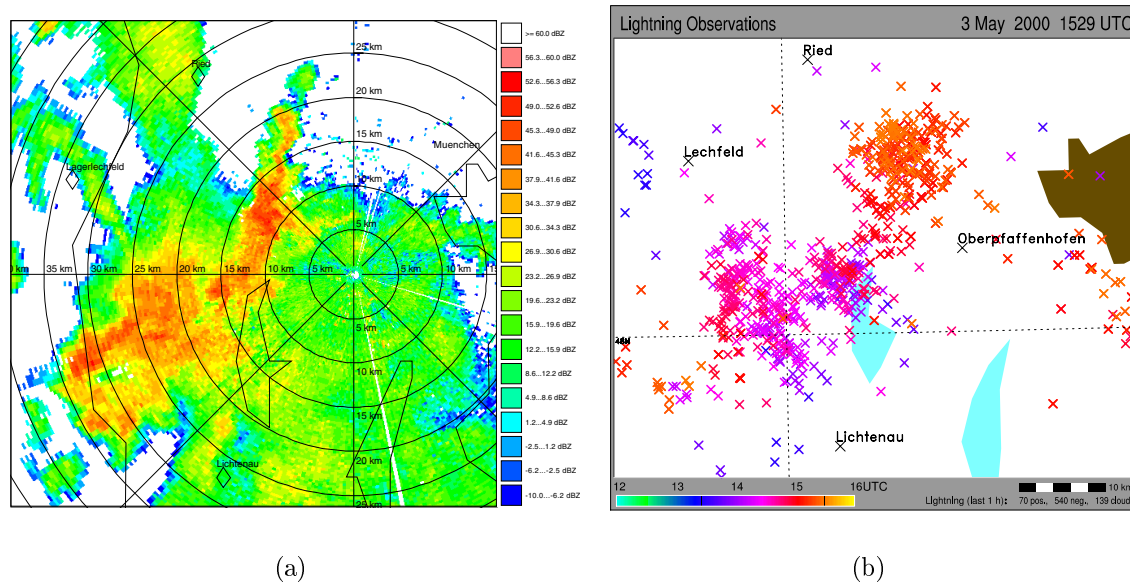 25 km
20 km
15 km
10 km
5 km
Ried
Lagerlechfeld
Muenchen
30 km
25 km
20 km
15 km
10 km
5 km
5 km
10 km
5 km
10 km
15 km
20 km
25 km
Lichtenau
>= 60.0 dBZ
56.3...60.0 dBZ
52.6...56.3 dBZ
49.0...52.6 dBZ
45.3...49.0 dBZ
41.6...45.3 dBZ
37.9...41.6 dBZ
34.3...37.9 dBZ
30.6...34.3 dBZ
26.9...30.6 dBZ
23.2...26.9 dBZ
19.6...23.2 dBZ
15.9...19.6 dBZ
12.2...15.9 dBZ
8.6...12.2 dBZ
4.9...8.6 dBZ
1.2...4.9 dBZ
-2.5...1.2 dBZ
-6.2...-2.5 dBZ
-10.0...-6.2 dBZ
(a)
Lightning Observations 3 May 2000 1529 UTC
Ried
Lechfeld
Oberpfaffenhofen
48N
Lichtenau
12 13 14 15 16UTC
10 km
Lightning (last 1 h): 70 pos., 540 neg., 139 cloud
(b)